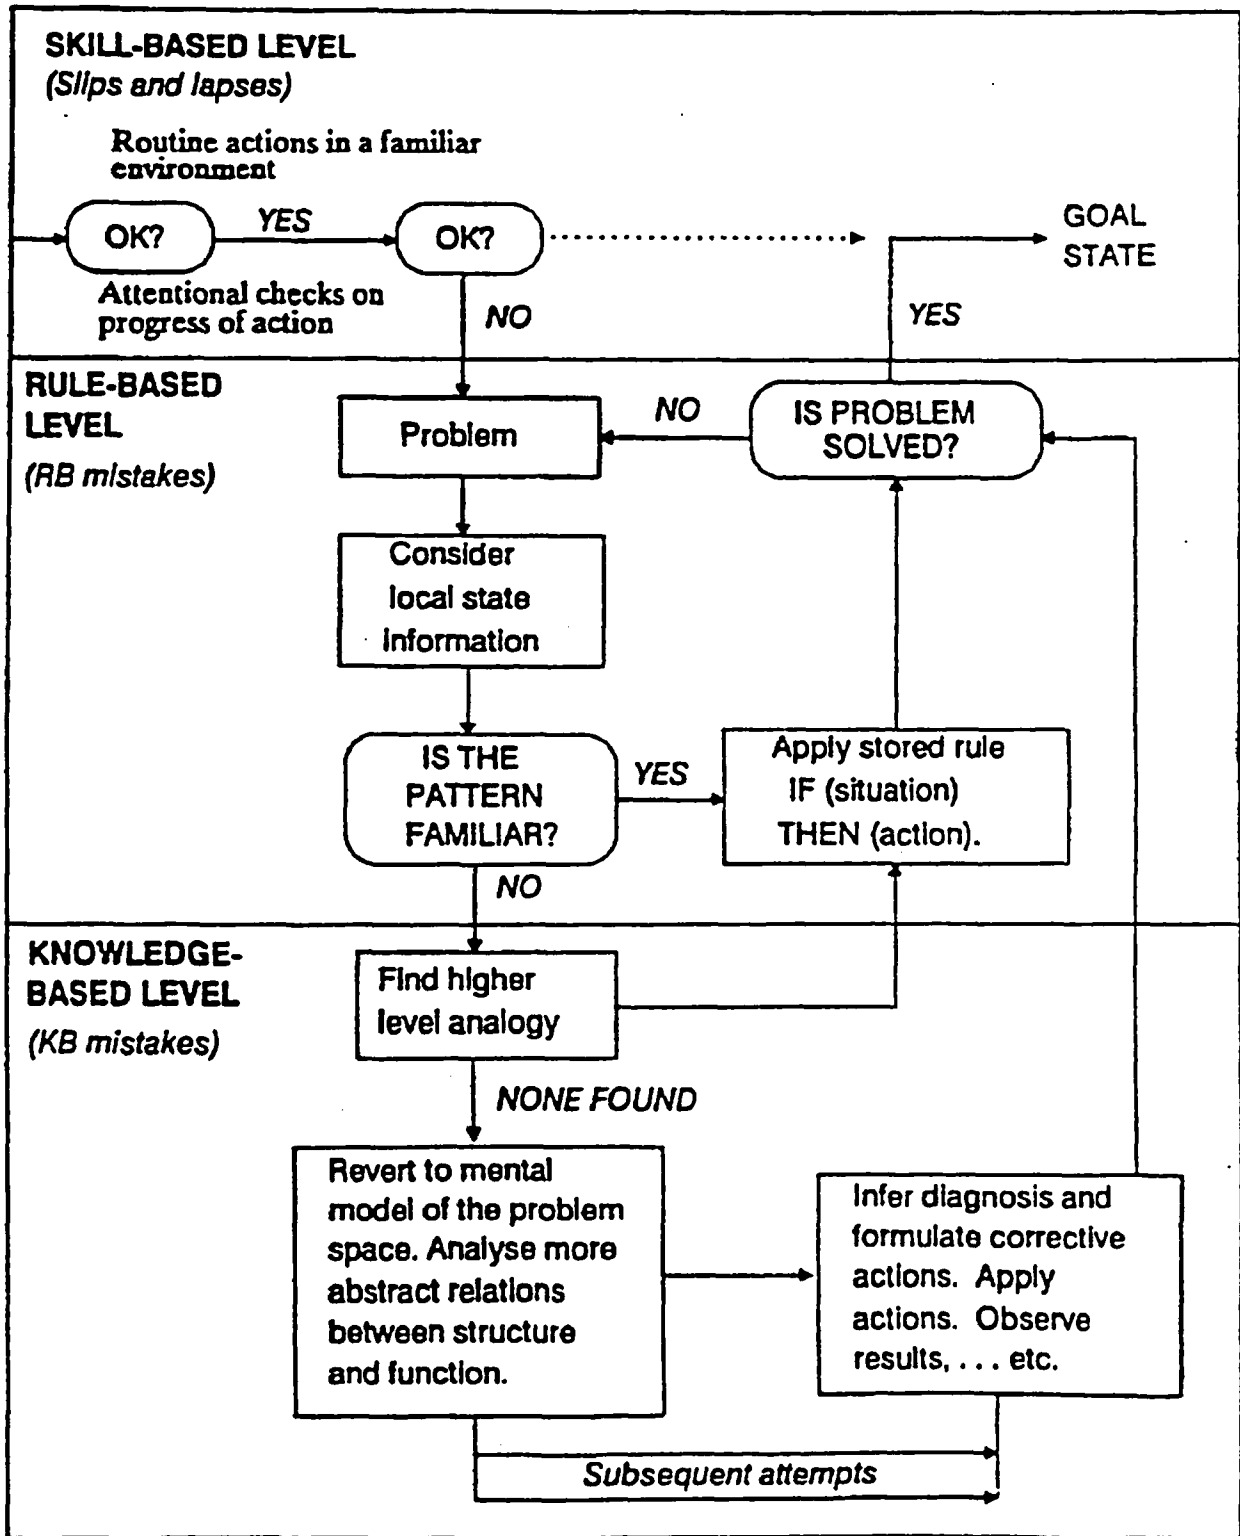 SKILL-BASED LEVEL
(Slips and lapses)
Routine actions in a familiar
environment
OK?
YES
OK?
GOAL
STATE
Attentional checks on
progress of action
NO
YES
RULE-BASED
LEVEL
(RB mistakes)
Problem
NO
IS PROBLEM
SOLVED?
Consider
local state
information
IS THE
PATTERN
FAMILIAR?
YES
Apply stored rule
IF (situation)
THEN (action).
NO
KNOWLEDGE-
BASED LEVEL
(KB mistakes)
Find higher
level analogy
NONE FOUND
Revert to mental
model of the problem
space. Analyse more
abstract relations
between structure
and function.
Infer diagnosis and
formulate corrective
actions. Apply
actions. Observe
results, . . . etc.
Subsequent attempts